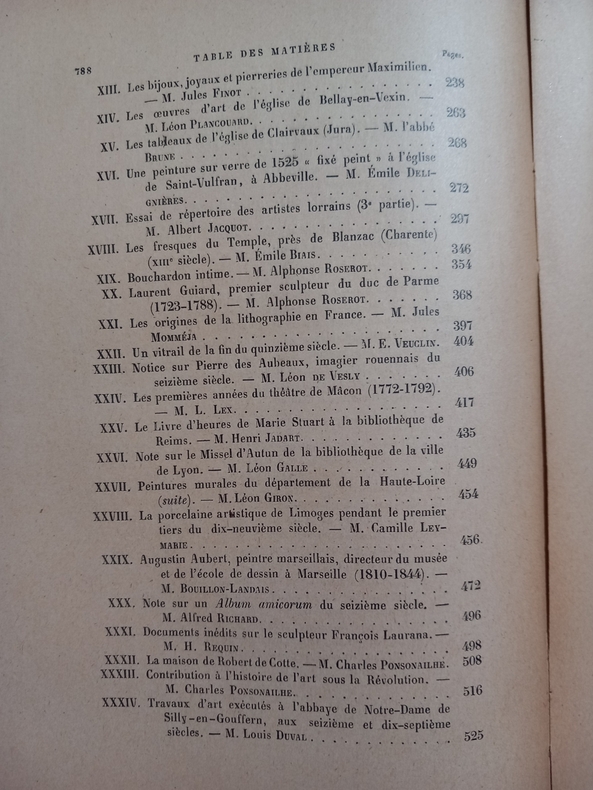 788
TABLE DES MATIÈRES
Pages.
XIII. Les bijoux, joyaux et pierreries de l'empereur Maximilien.
— M. Jules FINOT . . . . . . . . . . . . . . 238
XIV. Les œuvres d'art de l'église de Bellay-en-Vexin. —
M. Léon PLANCOUARD. . . . . . . . . . . . . 263
XV. Les tableaux de l'église de Clairvaux (Jura). — M. l'abbé
BRUNE . . . . . . . . . . . . . . . . . . 268
XVI. Une peinture sur verre de 1525 « fixé peint » à l'église
de Saint-Vulfran, à Abbeville. — M. Émile DELI-
GNIÈRES. . . . . . . . . . . . . . . . . . 272
XVII. Essai de répertoire des artistes lorrains (3e partie). —
M. Albert JACQUOT. . . . . . . . . . . . . . 297
XVIII. Les fresques du Temple, près de Blanzac (Charente)
(XIIIe siècle). — M. Émile BIAIS. . . . . . . . . 346
XIX. Bouchardon intime. — M. Alphonse ROSEROT. . . . . . . 354
XX. Laurent Guiard, premier sculpteur du duc de Parme
(1723-1788). — M. Alphonse ROSEROT. . . . . . . 368
XXI. Les origines de la lithographie en France. — M. Jules
MOMMÉJA . . . . . . . . . . . . . . . . . 397
XXII. Un vitrail de la fin du quinzième siècle. — M. E. VEUCLIN. 404
XXIII. Notice sur Pierre des Aubeaux, imagier rouennais du
seizième siècle. — M. Léon DE VESLY . . . . . . . 406
XXIV. Les premières années du théâtre de Mâcon (1772-1792).
— M. L. LEX. . . . . . . . . . . . . . . . 417
XXV. Le Livre d'heures de Marie Stuart à la bibliothèque de
Reims. — M. Henri JADART. . . . . . . . . . . 435
XXVI. Note sur le Missel d'Autun de la bibliothèque de la ville
de Lyon. — M. Léon GALLE . . . . . . . . . . 449
XXVII. Peintures murales du département de la Haute-Loire
(suite). — M. Léon GIRON. . . . . . . . . . . . 454
XXVIII. La porcelaine artistique de Limoges pendant le premier
tiers du dix-neuvième siècle. — M. Camille LEY-
MARIE. . . . . . . . . . . . . . . . . . . 456
XXIX. Augustin Aubert, peintre marseillais, directeur du musée
et de l'école de dessin à Marseille (1810-1844). —
M. BOUILLON-LANDAIS . . . . . . . . . . . . . 472
XXX. Note sur un Album amicorum du seizième siècle. —
M. Alfred RICHARD. . . . . . . . . . . . . . 496
XXXI. Documents inédits sur le sculpteur François Laurana. —
M. H. REQUIN. . . . . . . . . . . . . . . . 498
XXXII. La maison de Robert de Cotte. — M. Charles PONSONAILHE. 508
XXXIII. Contribution à l'histoire de l'art sous la Révolution. —
M. Charles PONSONAILHE. . . . . . . . . . . . 516
XXXIV. Travaux d'art exécutés à l'abbaye de Notre-Dame de
Silly-en-Gouffern, aux seizième et dix-septième
siècles. — M. Louis DUVAL . . . . . . . . . . . 525